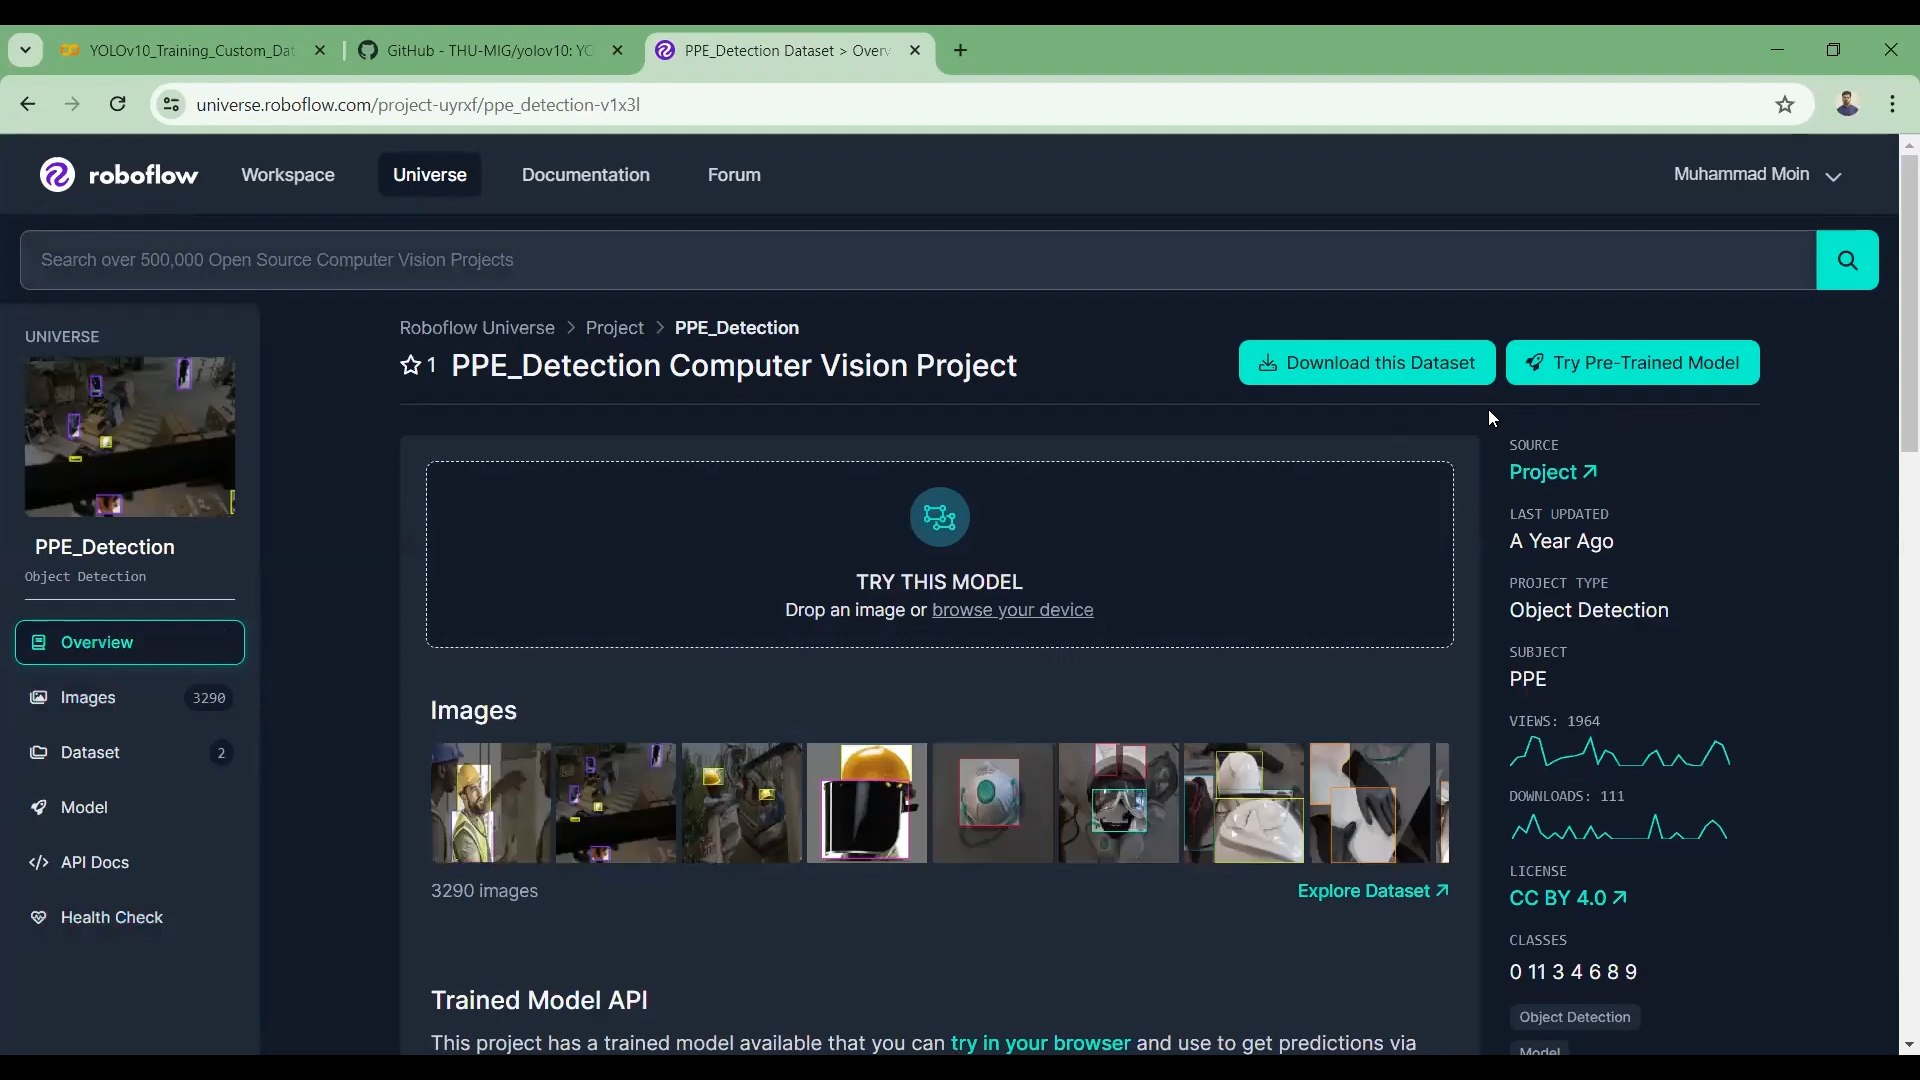 YOLOv10_Training_Custom_Dat
GitHub - THU-MIG/yolov10: YO
PPE_Detection Dataset > Overv
universe.roboflow.com/project-uyrxf/ppe_detection-v1x3l
roboflow
Workspace
Universe
Documentation
Forum
Muhammad Moin
Search over 500,000 Open Source Computer Vision Projects
UNIVERSE
PPE_Detection
Object Detection
Overview
Images 3290
Dataset 2
Model
</> API Docs
Health Check
Roboflow Universe > Project > PPE_Detection
1 PPE_Detection Computer Vision Project
Download this Dataset
Try Pre-Trained Model
TRY THIS MODEL
Drop an image or browse your device
Images
3290 images
Explore Dataset
Trained Model API
This project has a trained model available that you can try in your browser and use to get predictions via
SOURCE
Project
LAST UPDATED
A Year Ago
PROJECT TYPE
Object Detection
SUBJECT
PPE
VIEWS: 1964
DOWNLOADS: 111
LICENSE
CC BY 4.0
CLASSES
0 11 3 4 6 8 9
Object Detection
Model